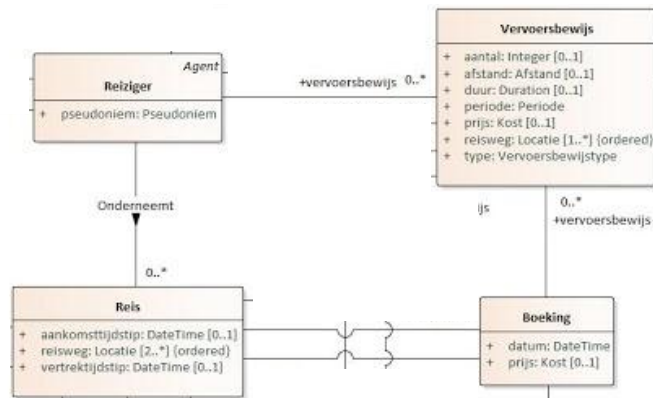 Agent
Reiziger
+ pseudoniem: Pseudoniem
+vervoersbewijs 0..*
Vervoersbewijs
+ aantal: Integer [0..1]
+ afstand: Afstand [0..1]
+ duur: Duration [0..1]
+ periode: Periode
+ prijs: Kost [0..1]
+ reisweg: Locatie [1..*] {ordered}
+ type: Vervoersbewijstype
Onderneemt
0..*
ijs
0..*
+vervoersbewijs
Reis
+ aankomsttijdstip: DateTime [0..1]
+ reisweg: Locatie [2..*] {ordered}
+ vertrektijdstip: DateTime [0..1]
Boeking
+ datum: DateTime
+ prijs: Kost [0..1]